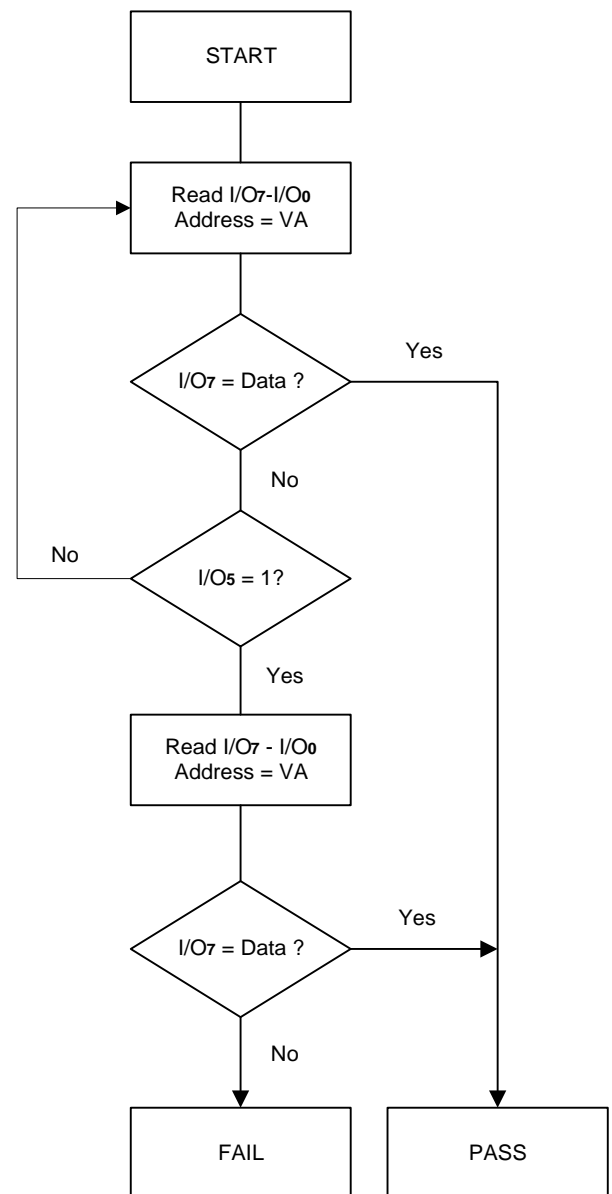 START
Read I/O7-I/O0
Address = VA
I/O7 = Data ?
Yes
No
I/O5 = 1?
No
Yes
Read I/O7 - I/O0
Address = VA
I/O7 = Data ?
Yes
No
FAIL
PASS